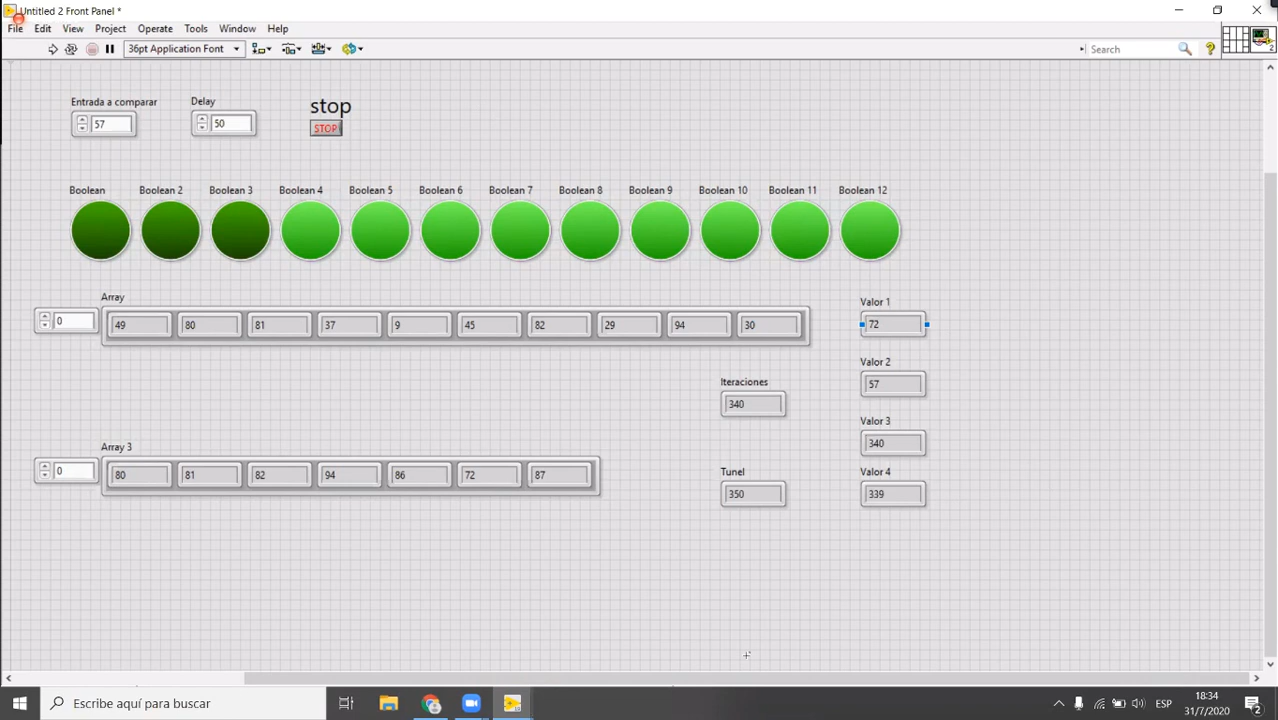 Untitled 2 Front Panel *
File Edit View Project Operate Tools Window Help
36pt Application Font
Search
?
2
Entrada a comparar
57
Delay
50
stop
STOP
Boolean Boolean 2 Boolean 3 Boolean 4 Boolean 5 Boolean 6 Boolean 7 Boolean 8 Boolean 9 Boolean 10 Boolean 11 Boolean 12
Array
0 49 80 81 37 9 45 82 29 94 30
Valor 1
72
Valor 2
57
Iteraciones
340
Valor 3
340
Array 3
0 80 81 82 94 86 72 87
Tunel
350
Valor 4
339
Escribe aquí para buscar
ESP
18:34
31/7/2020
2